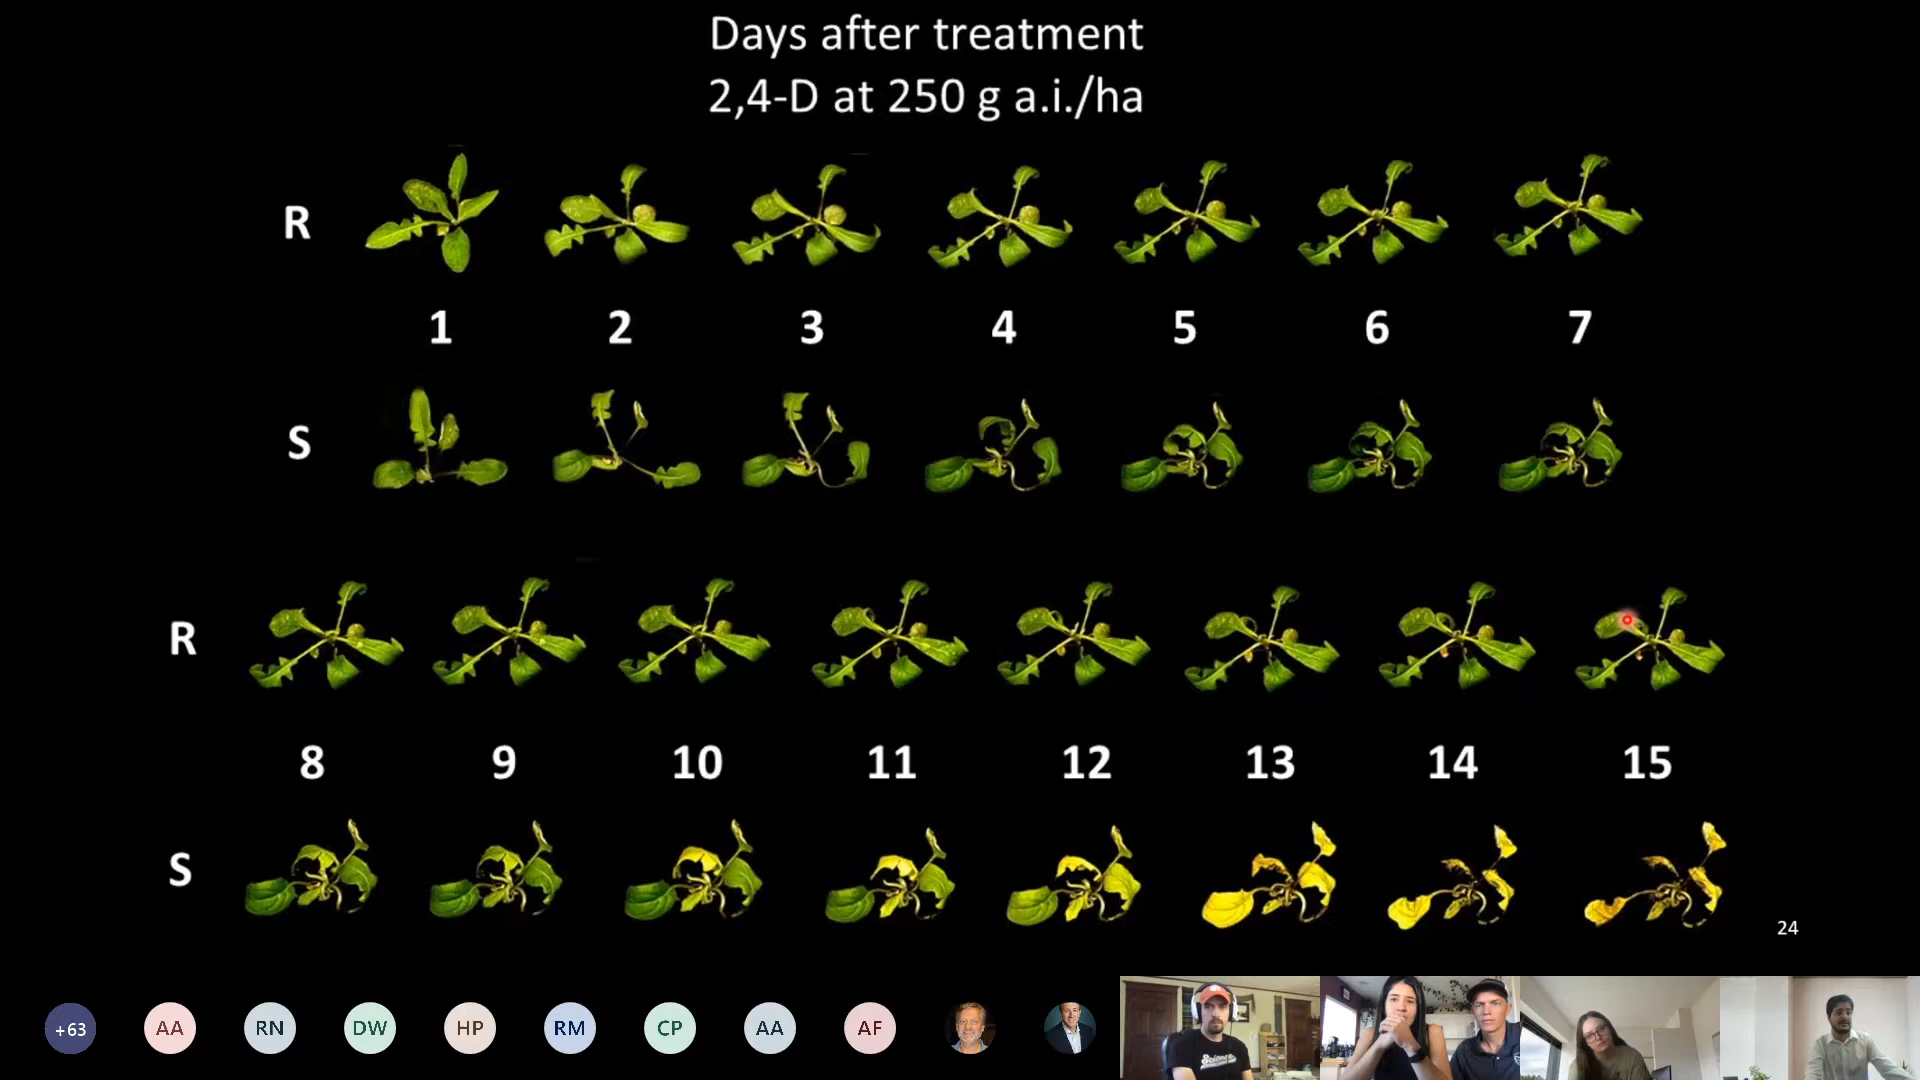 Days after treatment
2,4-D at 250 g a.i./ha
R
1 2 3 4 5 6 7
S
R
8 9 10 11 12 13 14 15
S
24
+63 AA RN DW HP RM CP AA AF
Science